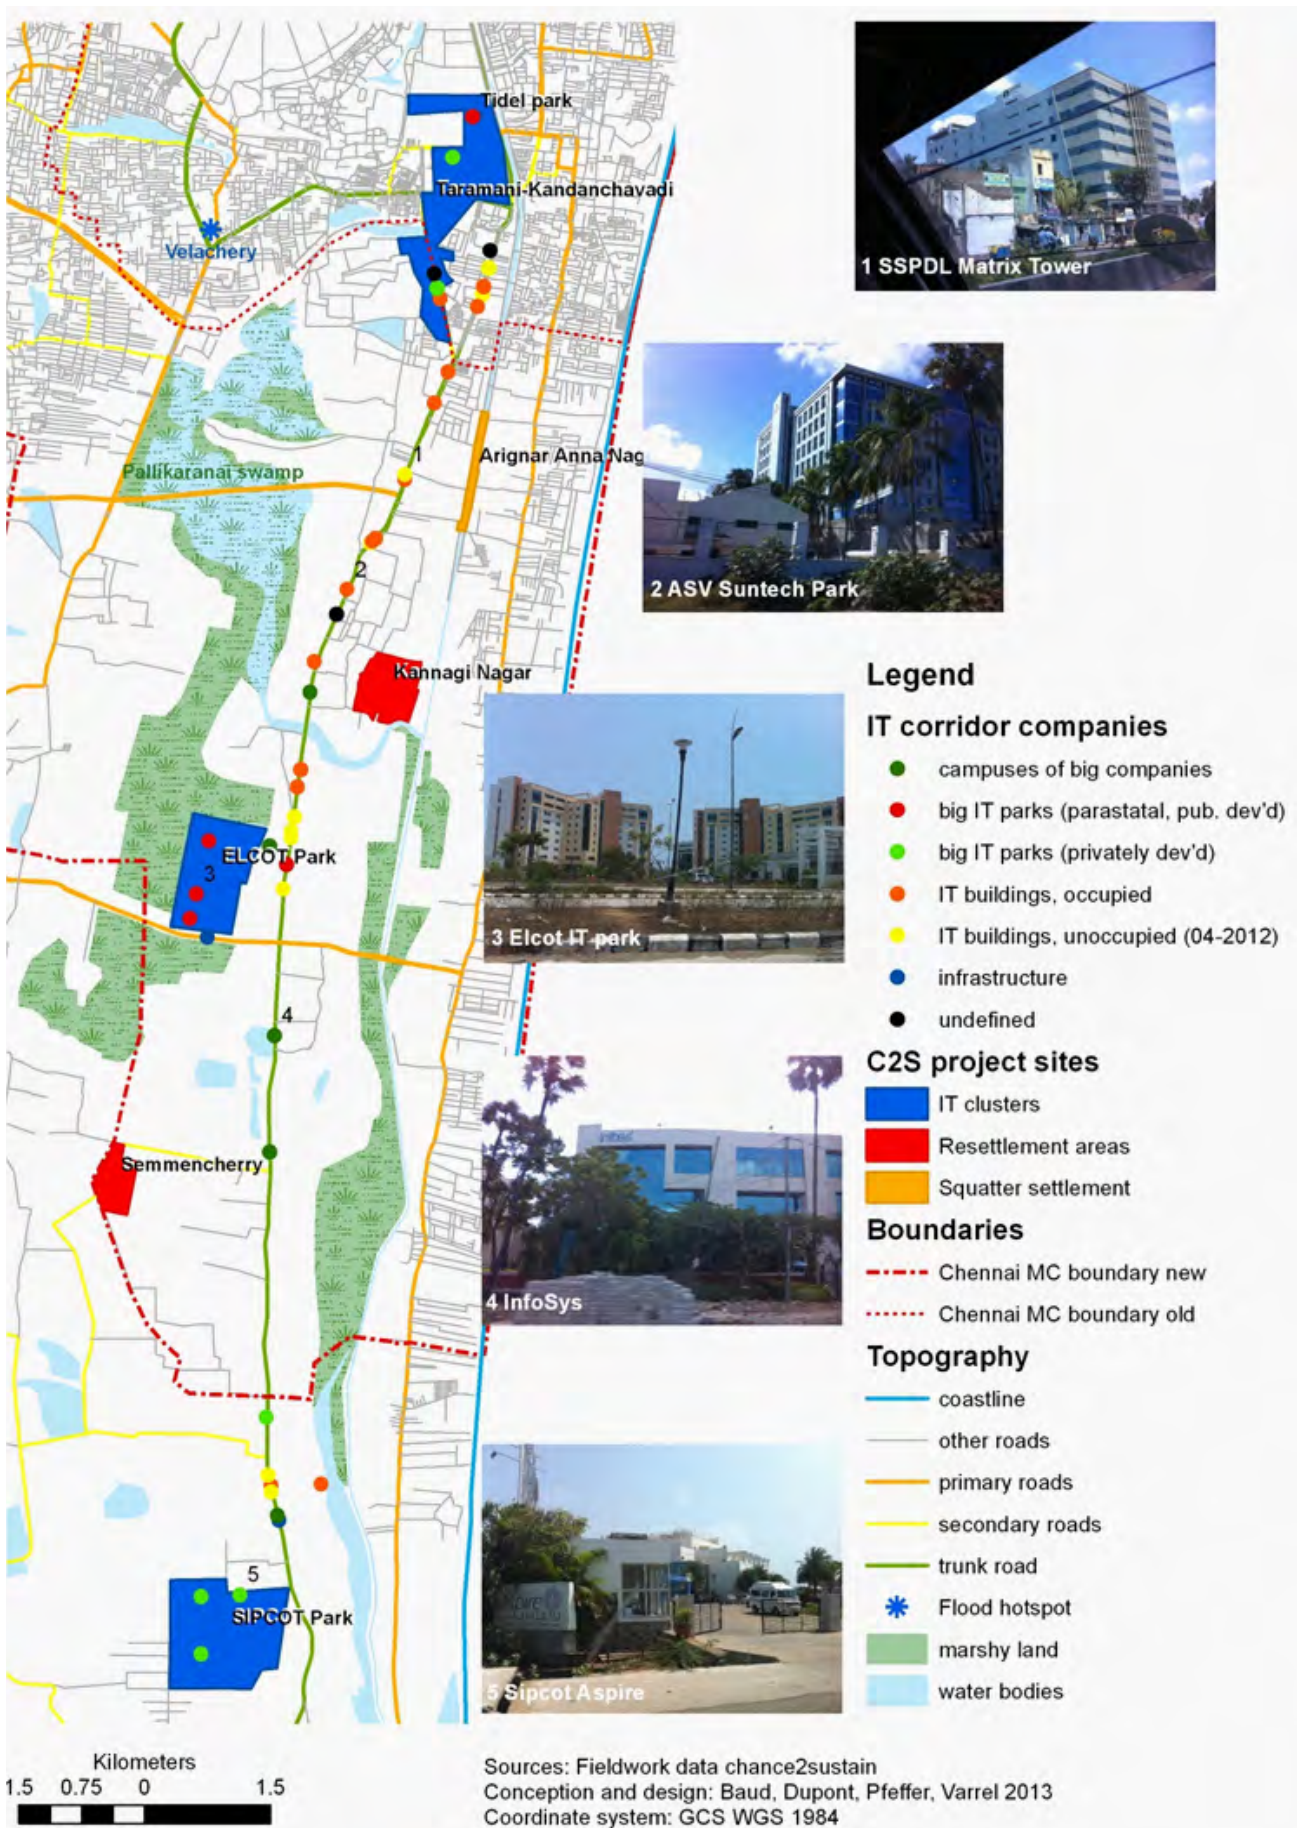 Tidel park
Taramani-Kandanchavadi
Velachery
1 SSPDL Matrix Tower
1
Arignar Anna Nag
Pallikaranai swamp
2
2 ASV Suntech Park
Kannagi Nagar
ELCOT Park
3
3 Elcot IT park
4
Semmencherry
4 InfoSys
5
SIPCOT Park
5 Sipcot Aspire
Legend
IT corridor companies
campuses of big companies
big IT parks (parastatal, pub. dev'd)
big IT parks (privately dev'd)
IT buildings, occupied
IT buildings, unoccupied (04-2012)
infrastructure
undefined
C2S project sites
IT clusters
Resettlement areas
Squatter settlement
Boundaries
Chennai MC boundary new
Chennai MC boundary old
Topography
coastline
other roads
primary roads
secondary roads
trunk road
Flood hotspot
marshy land
water bodies
Kilometers
1.5 0.75 0 1.5
Sources: Fieldwork data chance2sustain
Conception and design: Baud, Dupont, Pfeffer, Varrel 2013
Coordinate system: GCS WGS 1984